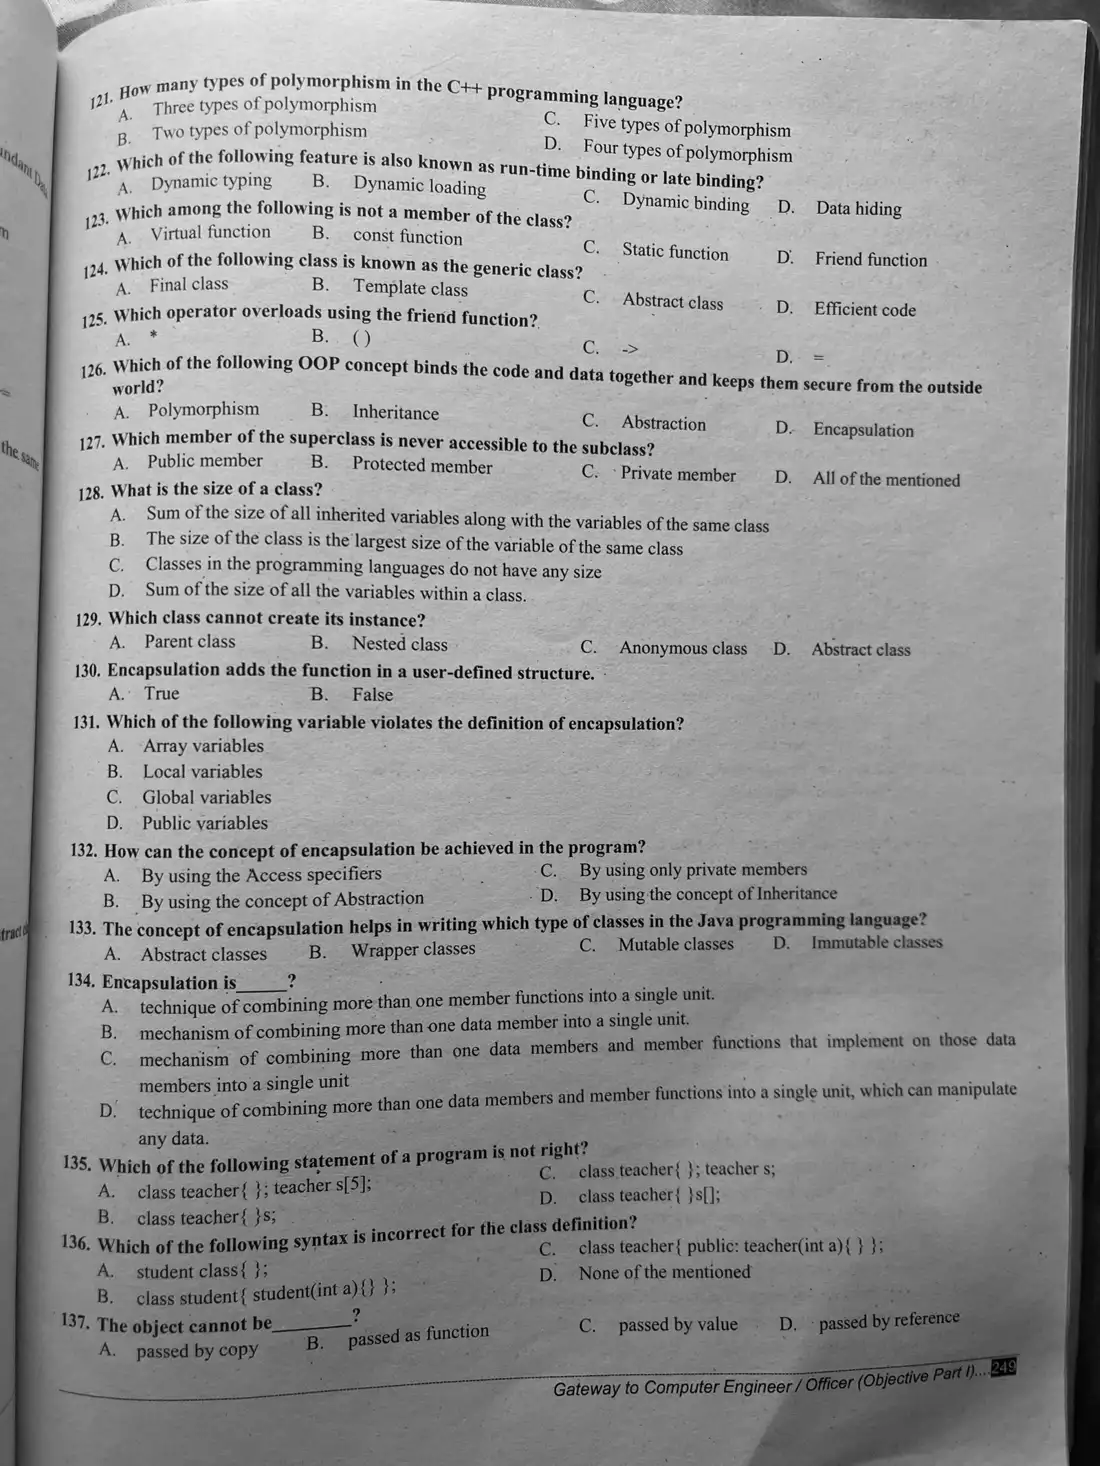 121. How many types of polymorphism in the C++ programming language?
A. Three types of polymorphism C. Five types of polymorphism
B. Two types of polymorphism D. Four types of polymorphism
122. Which of the following feature is also known as run-time binding or late binding?
A. Dynamic typing B. Dynamic loading C. Dynamic binding D. Data hiding
123. Which among the following is not a member of the class?
A. Virtual function B. const function C. Static function D. Friend function
124. Which of the following class is known as the generic class?
A. Final class B. Template class C. Abstract class D. Efficient code
125. Which operator overloads using the friend function?
A. * B. ( ) C. -> D. =
126. Which of the following OOP concept binds the code and data together and keeps them secure from the outside
world?
A. Polymorphism B. Inheritance C. Abstraction D. Encapsulation
127. Which member of the superclass is never accessible to the subclass?
A. Public member B. Protected member C. Private member D. All of the mentioned
128. What is the size of a class?
A. Sum of the size of all inherited variables along with the variables of the same class
B. The size of the class is the largest size of the variable of the same class
C. Classes in the programming languages do not have any size
D. Sum of the size of all the variables within a class.
129. Which class cannot create its instance?
A. Parent class B. Nested class C. Anonymous class D. Abstract class
130. Encapsulation adds the function in a user-defined structure.
A. True B. False
131. Which of the following variable violates the definition of encapsulation?
A. Array variables
B. Local variables
C. Global variables
D. Public variables
132. How can the concept of encapsulation be achieved in the program?
A. By using the Access specifiers C. By using only private members
B. By using the concept of Abstraction D. By using the concept of Inheritance
133. The concept of encapsulation helps in writing which type of classes in the Java programming language?
A. Abstract classes B. Wrapper classes C. Mutable classes D. Immutable classes
134. Encapsulation is_____?
A. technique of combining more than one member functions into a single unit.
B. mechanism of combining more than one data member into a single unit.
C. mechanism of combining more than one data members and member functions that implement on those data
members into a single unit
D. technique of combining more than one data members and member functions into a single unit, which can manipulate
any data.
135. Which of the following statement of a program is not right?
A. class teacher{ }; teacher s[5]; C. class teacher{ }; teacher s;
B. class teacher{ }s; D. class teacher{ }s[];
136. Which of the following syntax is incorrect for the class definition?
A. student class{ }; C. class teacher{ public: teacher(int a){ } };
B. class student{ student(int a){} }; D. None of the mentioned
137. The object cannot be________?
A. passed by copy B. passed as function C. passed by value D. passed by reference
Gateway to Computer Engineer / Officer (Objective Part I)....249
the same